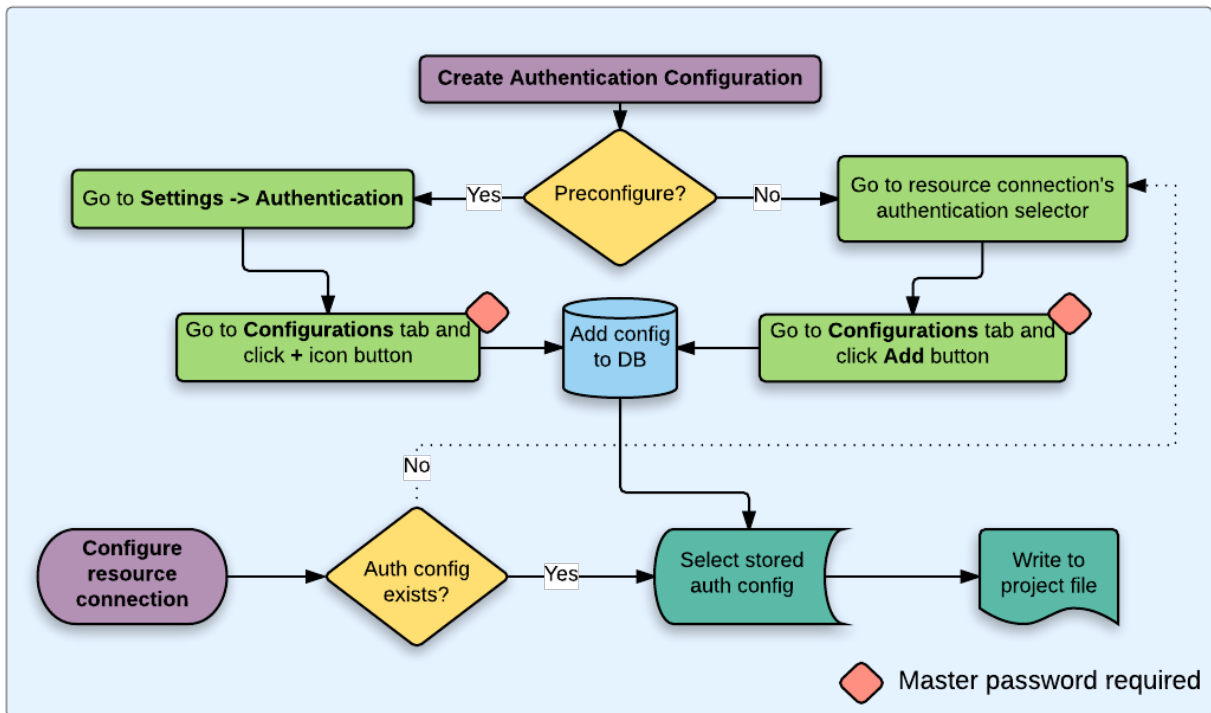 Create Authentication Configuration
Preconfigure?
Yes
No
Go to Settings -> Authentication
Go to resource connection's
authentication selector
Go to Configurations tab and
click + icon button
Add config
to DB
Go to Configurations tab and
click Add button
No
Configure
resource
connection
Auth config
exists?
Yes
Select stored
auth config
Write to
project file
Master password required